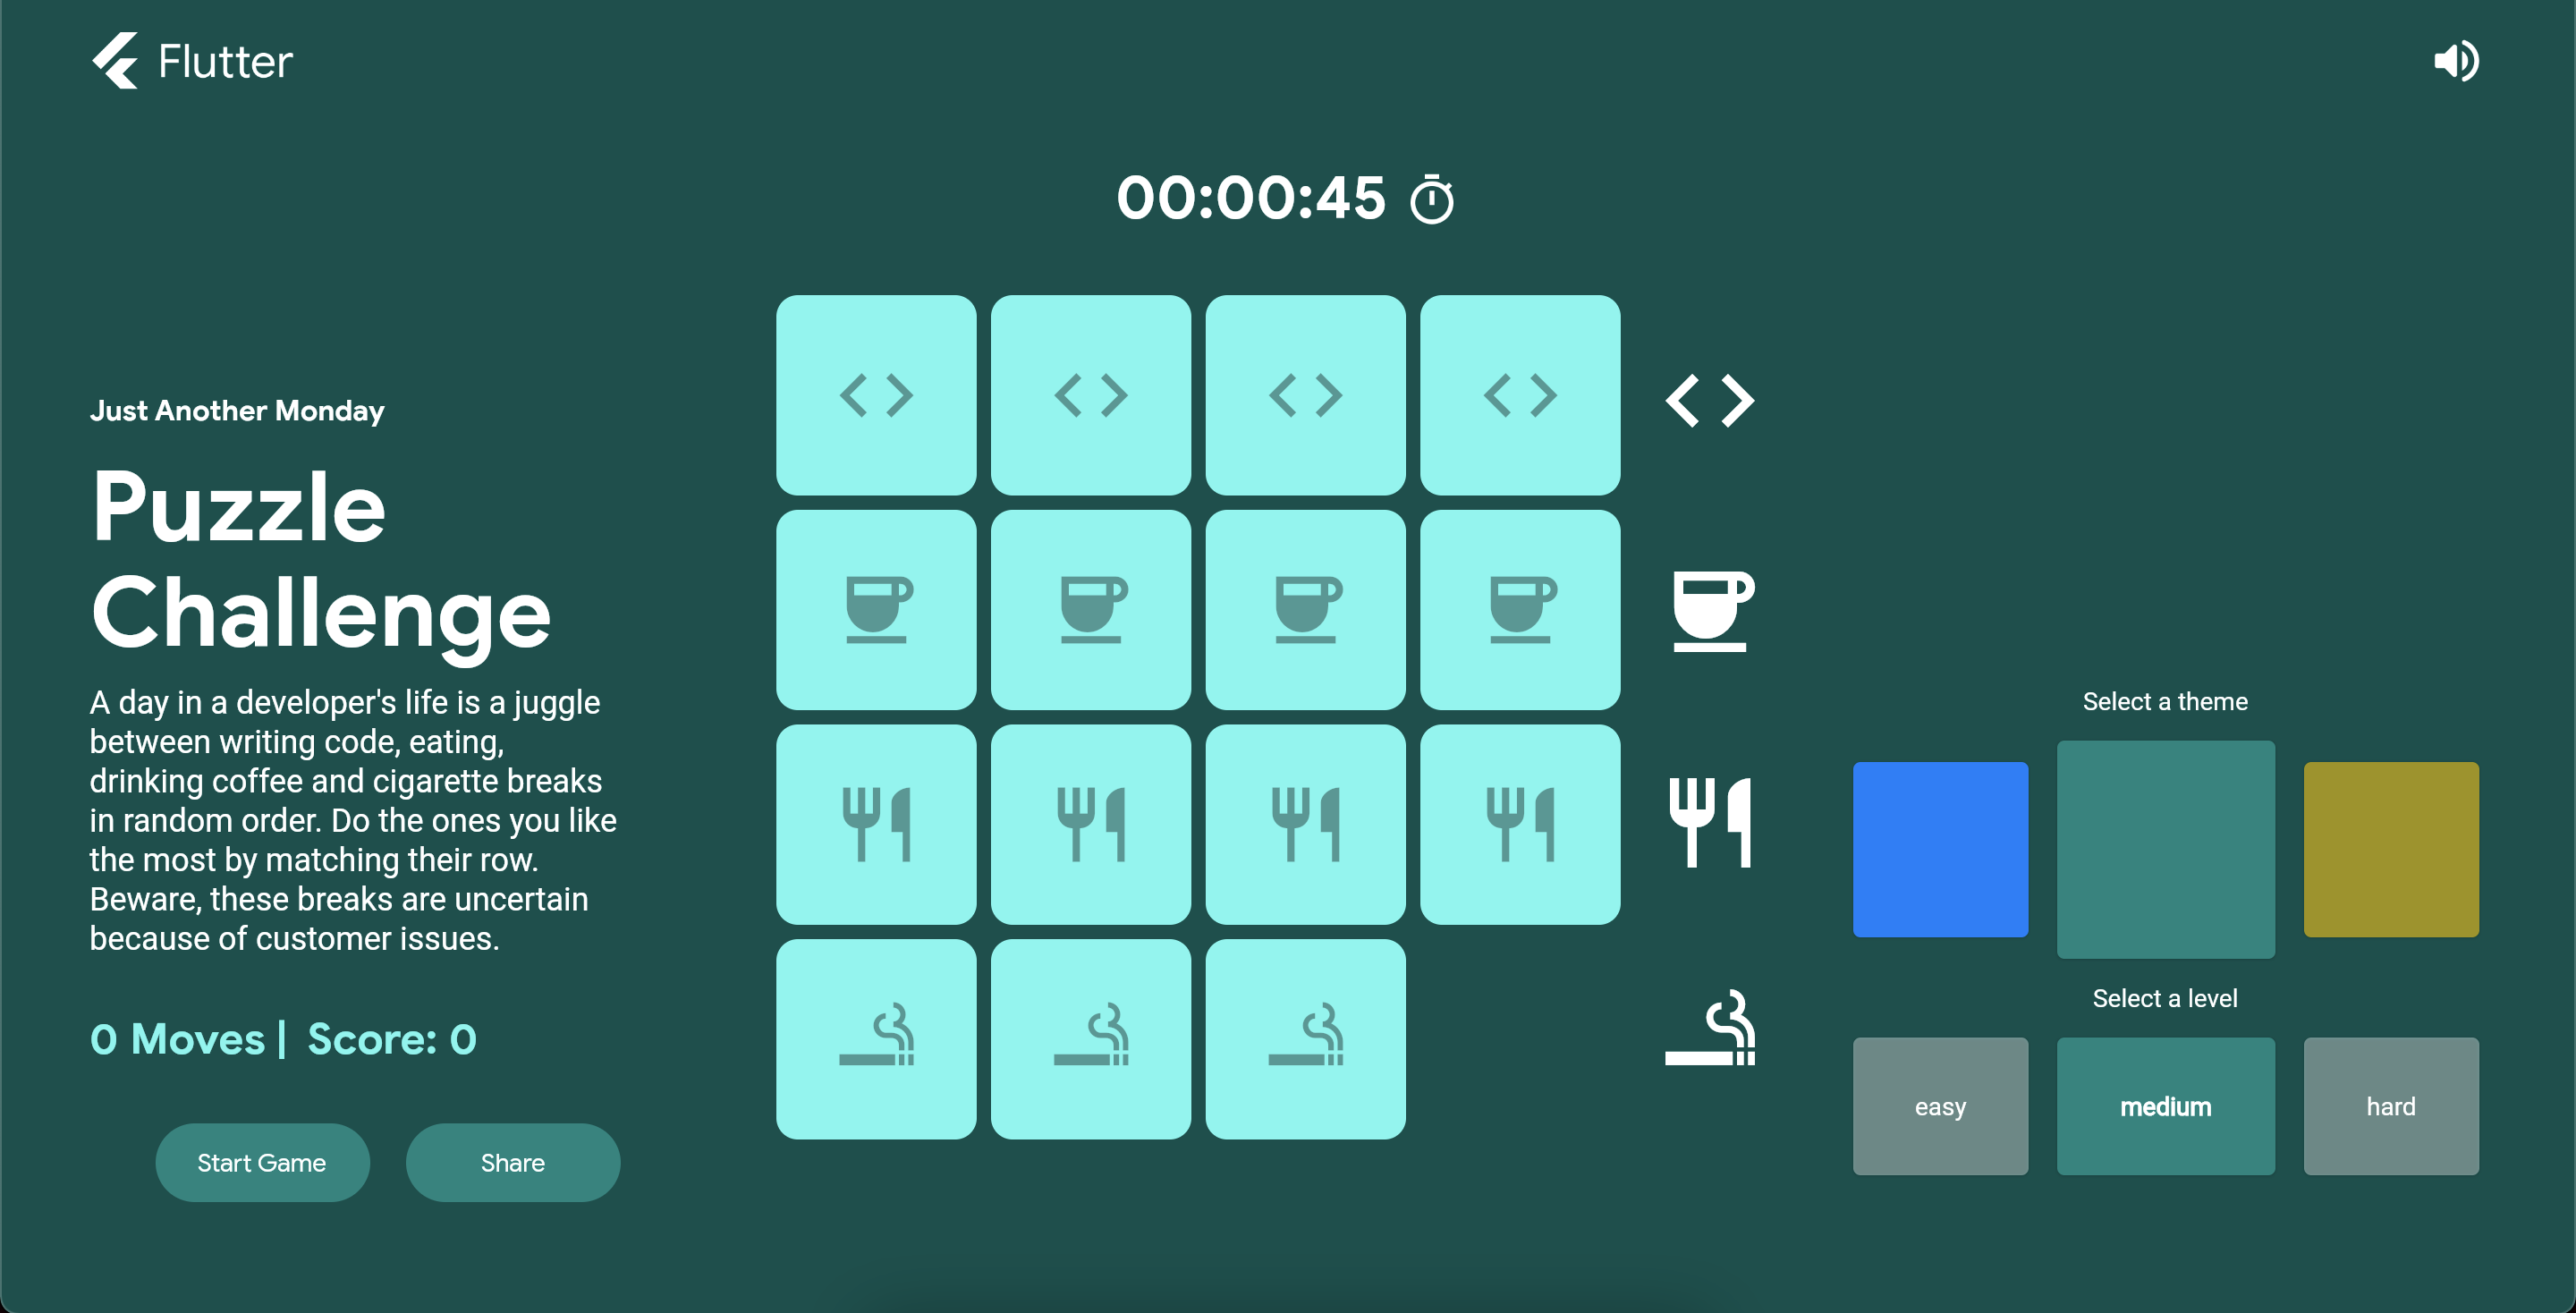 Flutter
00:00:45
Just Another Monday
Puzzle
Challenge
A day in a developer's life is a juggle
between writing code, eating,
drinking coffee and cigarette breaks
in random order. Do the ones you like
the most by matching their row.
Beware, these breaks are uncertain
because of customer issues.
0 Moves | Score: 0
Start Game
Share
Select a theme
Select a level
easy
medium
hard